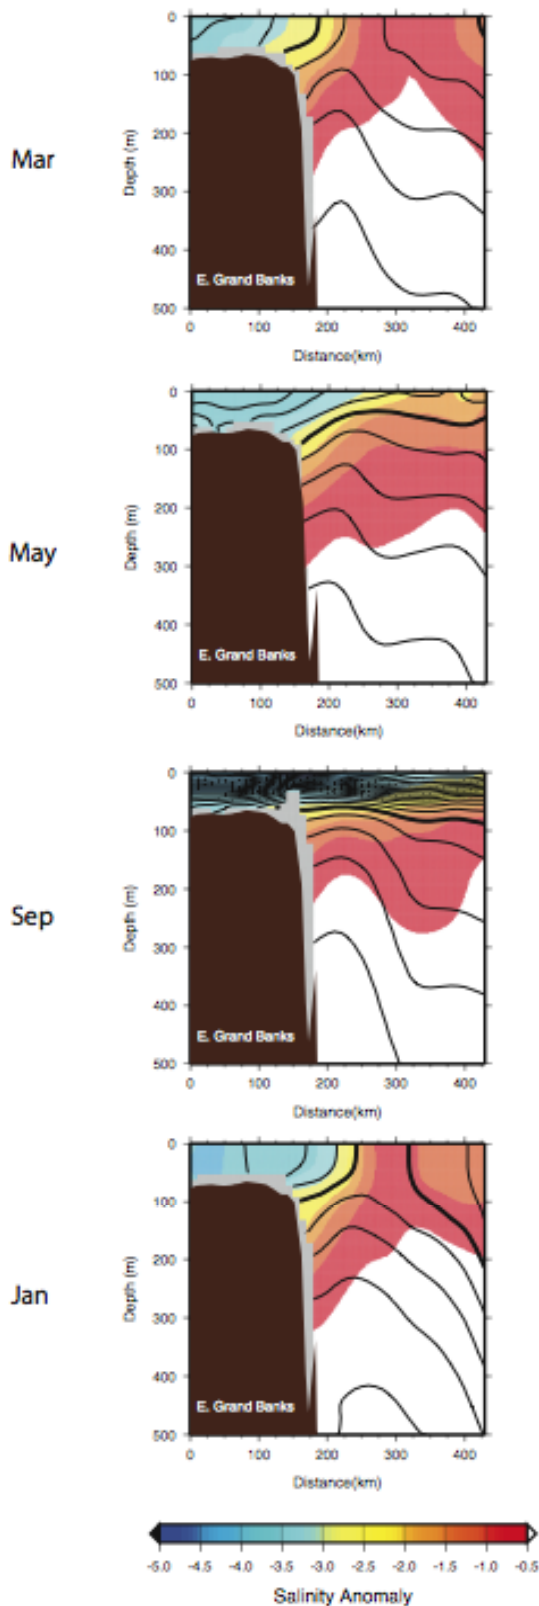 0
100
200
300
400
500
Depth (m)
Mar
E. Grand Banks
0 100 200 300 400
Distance(km)
0
100
200
300
400
500
Depth (m)
May
E. Grand Banks
0 100 200 300 400
Distance(km)
0
100
200
300
400
500
Depth (m)
Sep
E. Grand Banks
0 100 200 300 400
Distance(km)
0
100
200
300
400
500
Depth (m)
Jan
E. Grand Banks
0 100 200 300 400
Distance(km)
-5.0 -4.5 -4.0 -3.5 -3.0 -2.5 -2.0 -1.5 -1.0 -0.5
Salinity Anomaly